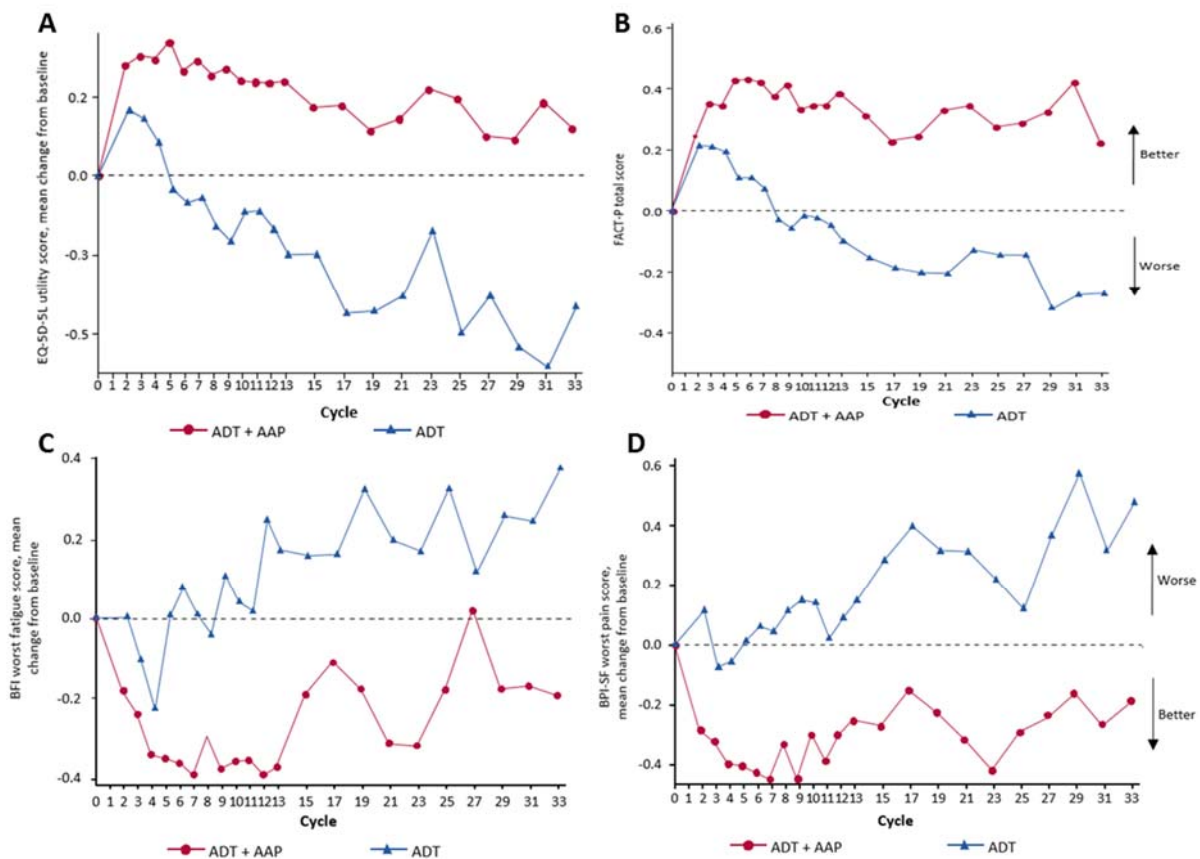 A
EQ-5D-5L utility score, mean change from baseline
0.2
0.0
-0.3
-0.5
0 1 2 3 4 5 6 7 8 9 10 11 12 13 15 17 19 21 23 25 27 29 31 33
Cycle
ADT + AAP ADT
B
FACT-P total score
0.6
0.4
0.2
0.0
-0.2
-0.4
Better
Worse
0 1 2 3 4 5 6 7 8 9 10 11 12 13 15 17 19 21 23 25 27 29 31 33
Cycle
ADT + AAP ADT
C
BFI worst fatigue score, mean
change from baseline
0.4
0.2
0.0
-0.2
-0.4
0 1 2 3 4 5 6 7 8 9 10 11 12 13 15 17 19 21 23 25 27 29 31 33
Cycle
ADT + AAP ADT
D
BPI-SF worst pain score,
mean change from baseline
0.6
0.4
0.2
0.0
-0.2
-0.4
Worse
Better
0 1 2 3 4 5 6 7 8 9 10 11 12 13 15 17 19 21 23 25 27 29 31 33
Cycle
ADT + AAP ADT